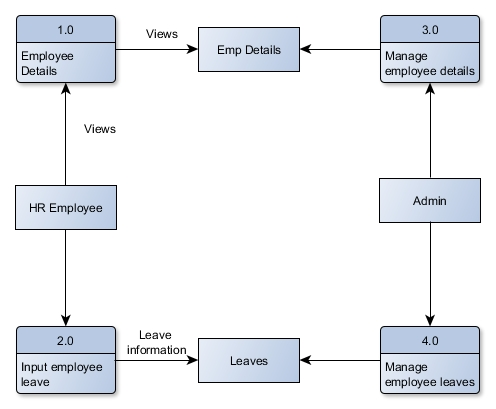 1.0
Employee
Details
Views
Emp Details
3.0
Manage
employee details
Views
HR Employee
Admin
2.0
Input employee
leave
Leave
information
Leaves
4.0
Manage
employee leaves